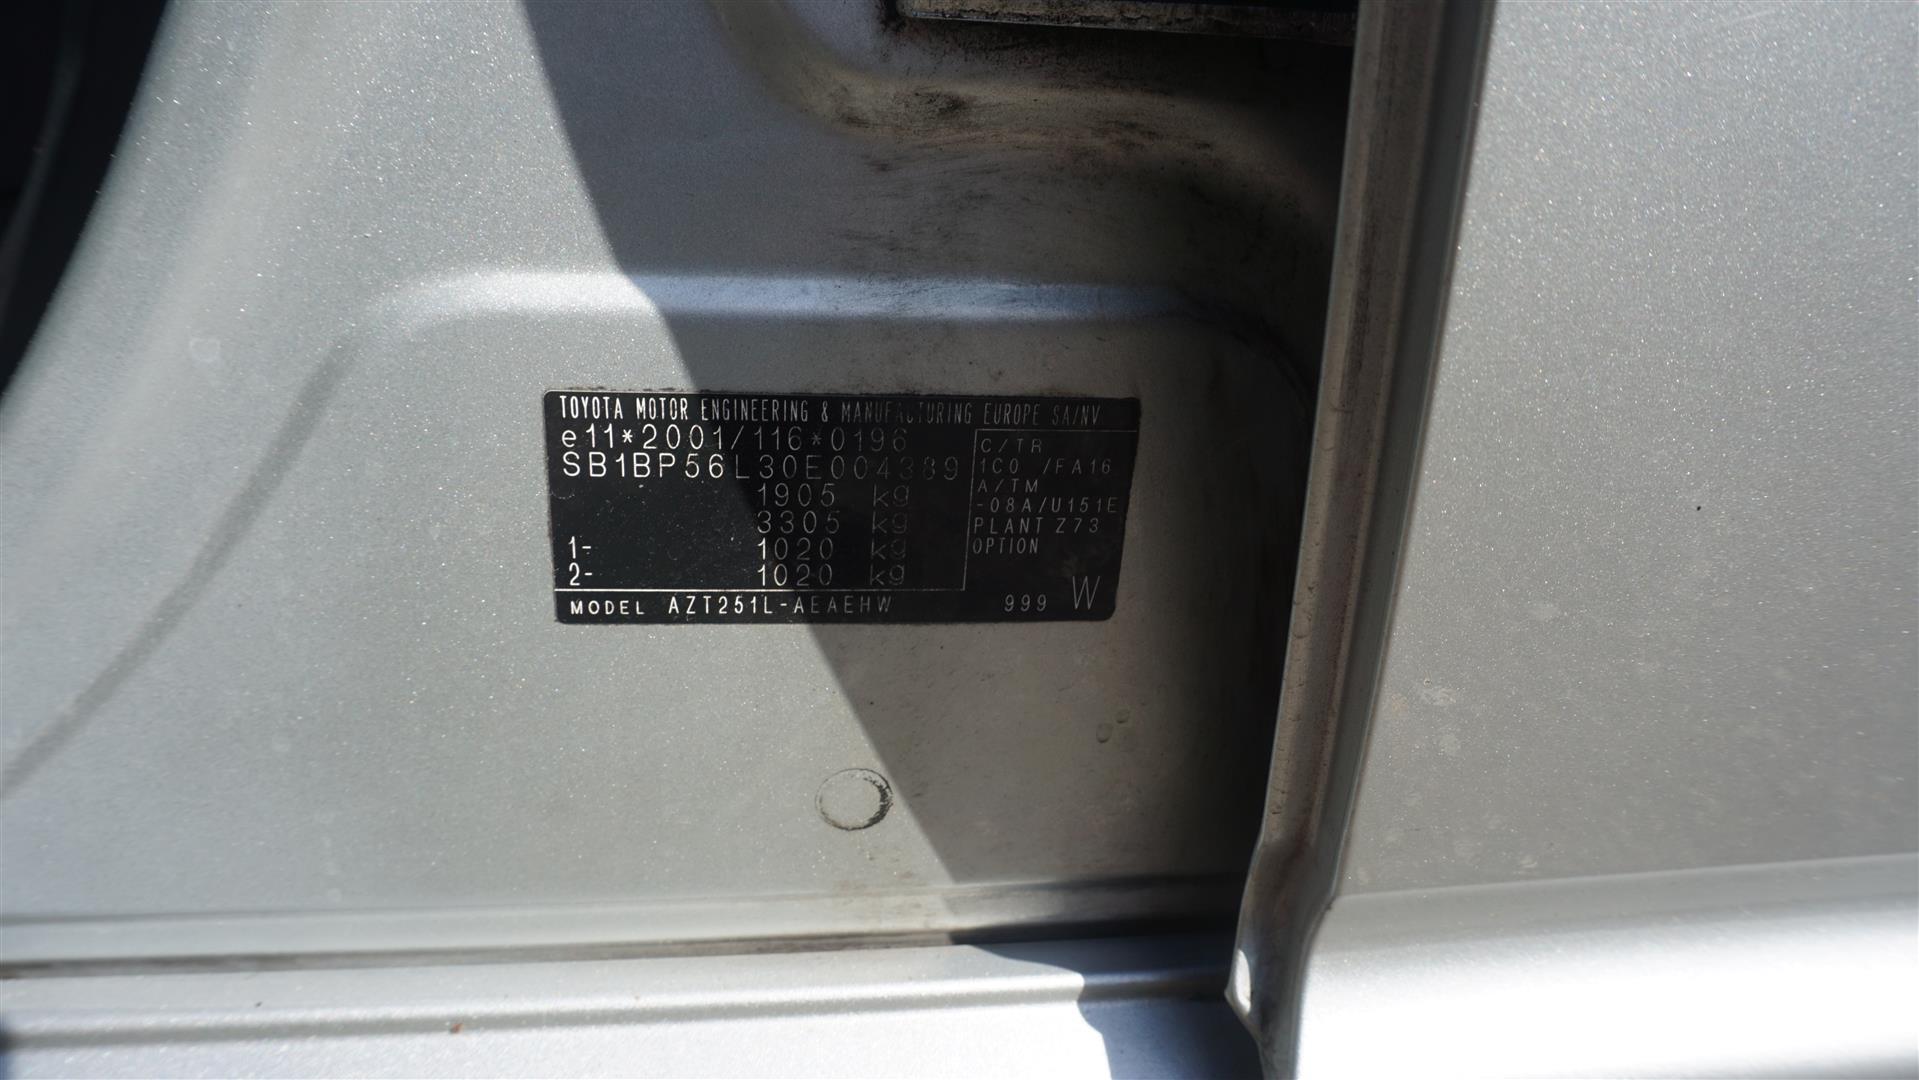 TOYOTA MOTOR ENGINEERING & MANUFACTURING EUROPE SA/NV
e11*2001/116*0196
SB1BP56L30E004389
1905 kg
3305 kg
1- 1020 kg
2- 1020 kg
C/TR
1C0 /FA16
A/TM
-08A/U151E
PLANT Z73
OPTION
MODEL AZT251L-AEAEHW 999 W